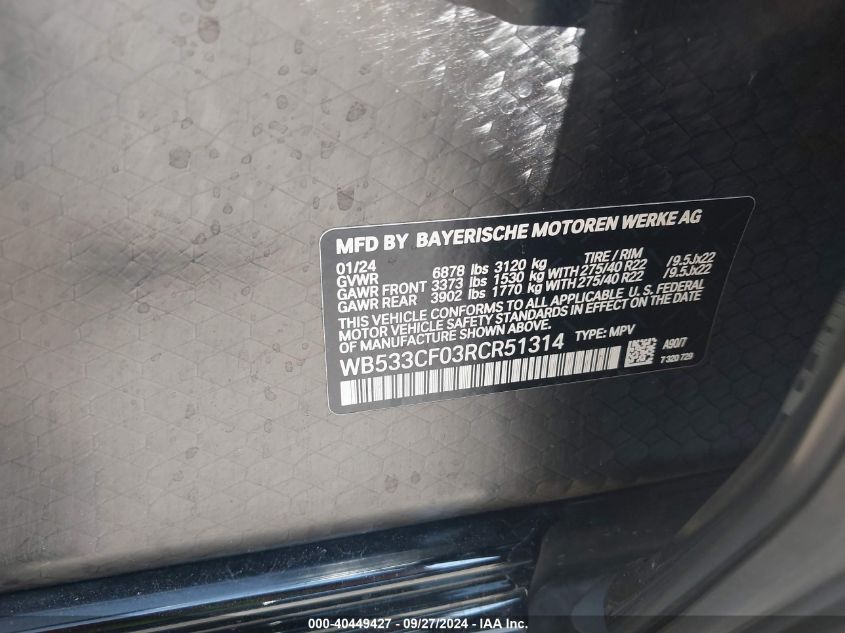 MFD BY BAYERISCHE MOTOREN WERKE AG
01/24 TIRE / RIM
GVWR 6878 lbs 3120 kg
GAWR FRONT 3373 lbs 1530 kg WITH 275/40 R22 /9.5Jx22
GAWR REAR 3902 lbs 1770 kg WITH 275/40 R22 /9.5Jx22
THIS VEHICLE CONFORMS TO ALL APPLICABLE U. S. FEDERAL
MOTOR VEHICLE SAFETY STANDARDS IN EFFECT ON THE DATE
OF MANUFACTURE SHOWN ABOVE.
WB533CF03RCR51314 TYPE: MPV
A90/7
7 320 729
000-40449427 - 09/27/2024 - IAA Inc.